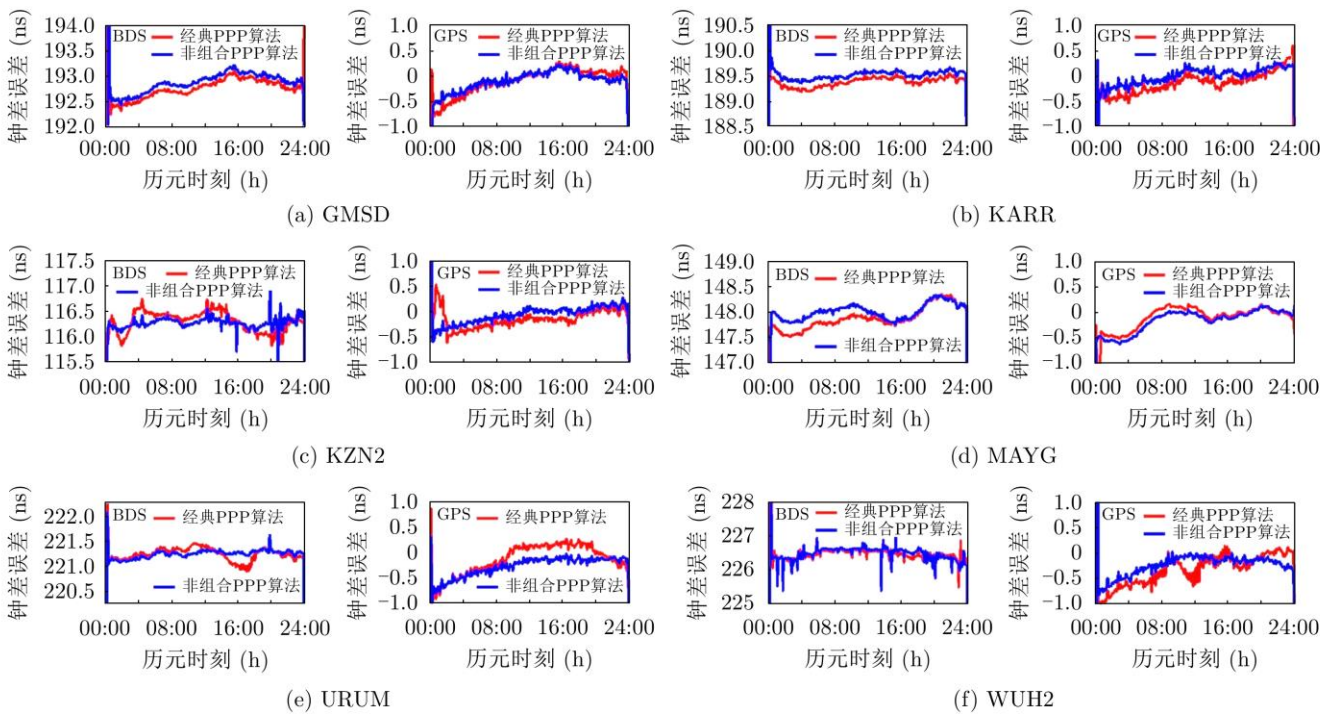 钟差误差 (ns)
194.0
193.5
193.0
192.5
192.0
BDS 经典PPP算法
非组合PPP算法
00:00 08:00 16:00 24:00
历元时刻 (h)
钟差误差 (ns)
1.0
0.5
0
−0.5
−1.0
GPS 经典PPP算法
非组合PPP算法
00:00 08:00 16:00 24:00
历元时刻 (h)
(a) GMSD
钟差误差 (ns)
190.5
190.0
189.5
189.0
188.5
BDS 经典PPP算法
非组合PPP算法
00:00 08:00 16:00 24:00
历元时刻 (h)
钟差误差 (ns)
1.0
0.5
0
−0.5
−1.0
GPS 经典PPP算法
非组合PPP算法
00:00 08:00 16:00 24:00
历元时刻 (h)
(b) KARR
钟差误差 (ns)
117.5
117.0
116.5
116.0
115.5
BDS 经典PPP算法
非组合PPP算法
00:00 08:00 16:00 24:00
历元时刻 (h)
钟差误差 (ns)
1.0
0.5
0
−0.5
−1.0
GPS 经典PPP算法
非组合PPP算法
00:00 08:00 16:00 24:00
历元时刻 (h)
(c) KZN2
钟差误差 (ns)
149.0
148.5
148.0
147.5
147.0
BDS 经典PPP算法
非组合PPP算法
00:00 08:00 16:00 24:00
历元时刻 (h)
钟差误差 (ns)
1.0
0.5
0
−0.5
−1.0
GPS 经典PPP算法
非组合PPP算法
00:00 08:00 16:00 24:00
历元时刻 (h)
(d) MAYG
钟差误差 (ns)
222.0
221.5
221.0
220.5
BDS 经典PPP算法
非组合PPP算法
00:00 08:00 16:00 24:00
历元时刻 (h)
钟差误差 (ns)
1.0
0.5
0
−0.5
−1.0
GPS 经典PPP算法
非组合PPP算法
00:00 08:00 16:00 24:00
历元时刻 (h)
(e) URUM
钟差误差 (ns)
228
227
226
225
BDS 经典PPP算法
非组合PPP算法
00:00 08:00 16:00 24:00
历元时刻 (h)
钟差误差 (ns)
1.0
0.5
0
−0.5
−1.0
GPS 经典PPP算法
非组合PPP算法
00:00 08:00 16:00 24:00
历元时刻 (h)
(f) WUH2